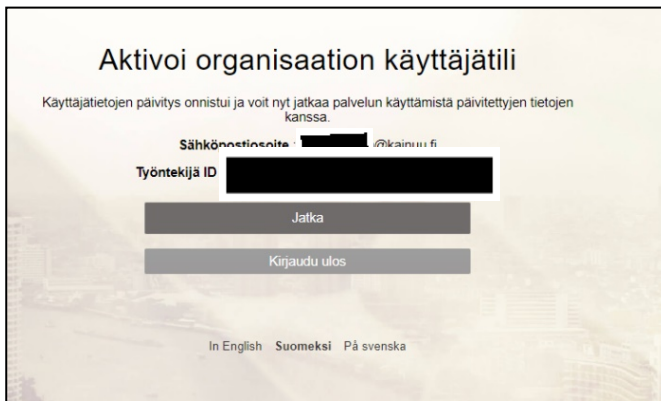 Aktivoi organisaation käyttäjätili
Käyttäjätietojen päivitys onnistui ja voit nyt jatkaa palvelun käyttämistä päivitettyjen tietojen
kanssa.
Sähköpostiosoite : @kainuu.fi
Työntekijä ID
Jatka
Kirjaudu ulos
In English Suomeksi På svenska